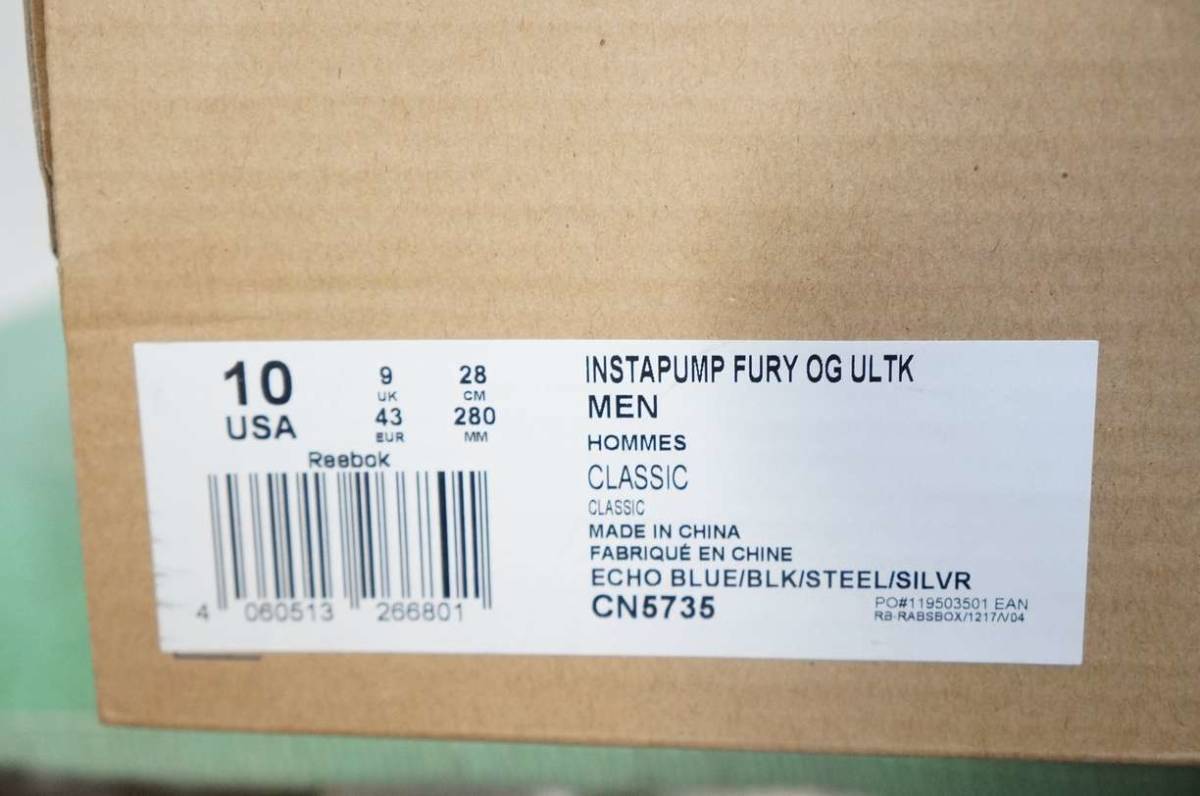 10
USA
9
UK
43
EUR
28
CM
280
MM
Reebok
4 060513 266801
INSTAPUMP FURY OG ULTK
MEN
HOMMES
CLASSIC
CLASSIC
MADE IN CHINA
FABRIQUÉ EN CHINE
ECHO BLUE/BLK/STEEL/SILVR
CN5735
PO#119503501 EAN
RB-RABSBOX/1217/V04